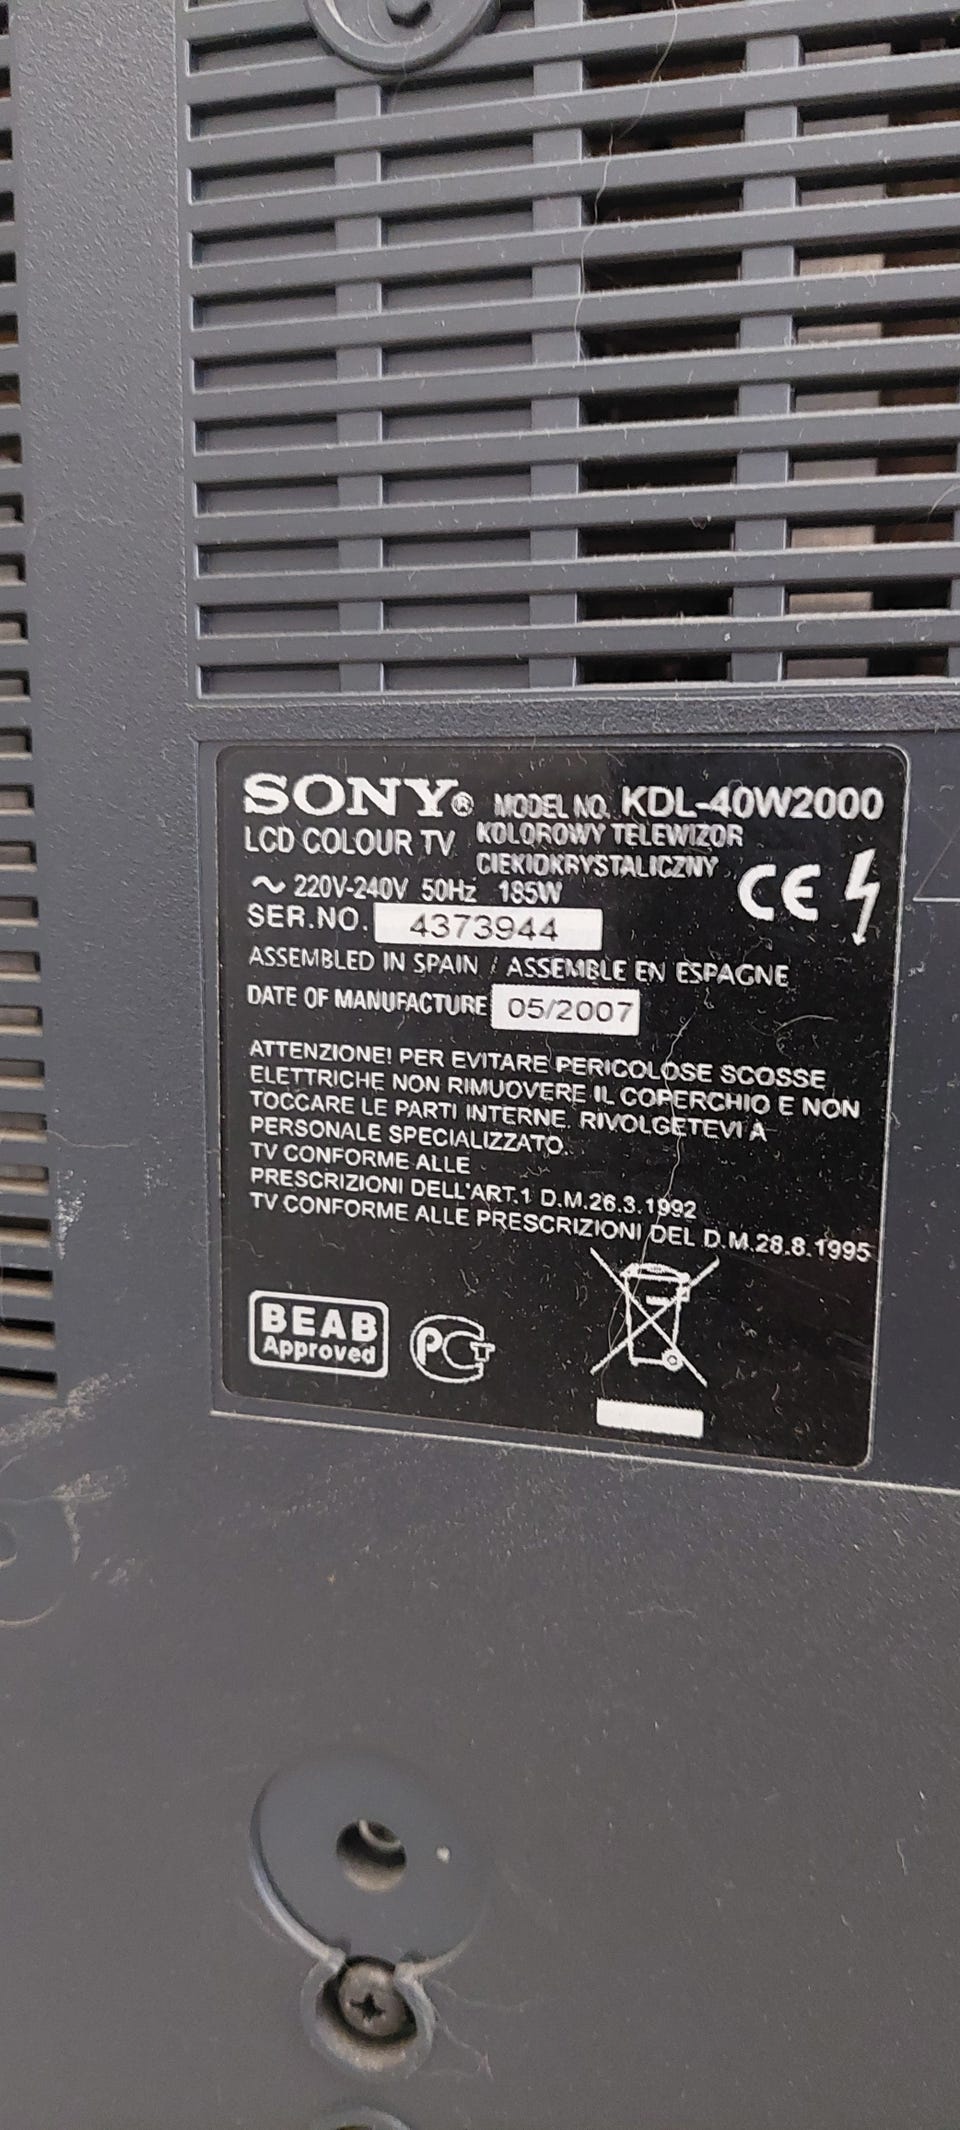 SONY® MODEL NO. KDL-40W2000
LCD COLOUR TV KOLOROWY TELEWIZOR
CIEKIOKRYSTALICZNY
~ 220V-240V 50Hz 185W CE
SER.NO. 4373944
ASSEMBLED IN SPAIN / ASSEMBLE EN ESPAGNE
DATE OF MANUFACTURE 05/2007
ATTENZIONE! PER EVITARE PERICOLOSE SCOSSE
ELETTRICHE NON RIMUOVERE IL COPERCHIO E NON
TOCCARE LE PARTI INTERNE. RIVOLGETEVI A
PERSONALE SPECIALIZZATO.
TV CONFORME ALLE
PRESCRIZIONI DELL'ART.1 D.M.26.3.1992
TV CONFORME ALLE PRESCRIZIONI DEL D.M.28.8.1995
BEAB
Approved
PCT